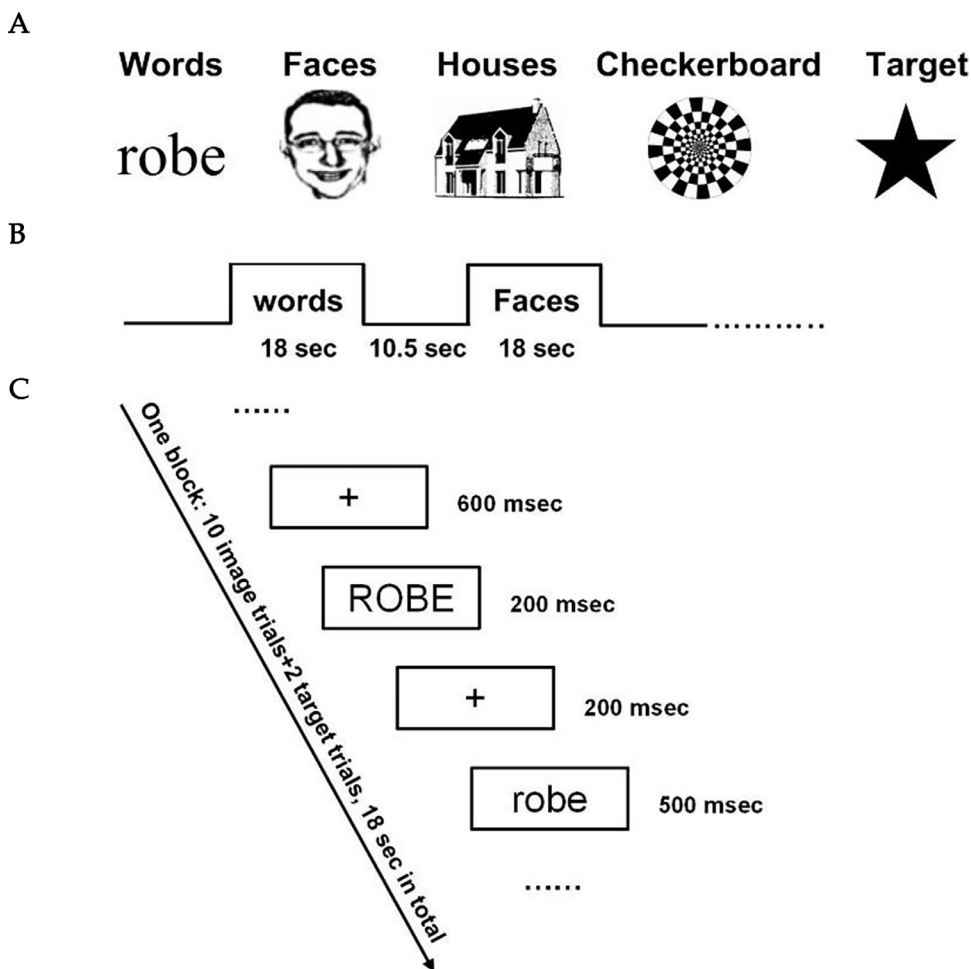 A
Words Faces Houses Checkerboard Target
robe
B
words Faces
18 sec 10.5 sec 18 sec
C
One block: 10 image trials+2 target trials, 18 sec in total
+ 600 msec
ROBE 200 msec
+ 200 msec
robe 500 msec